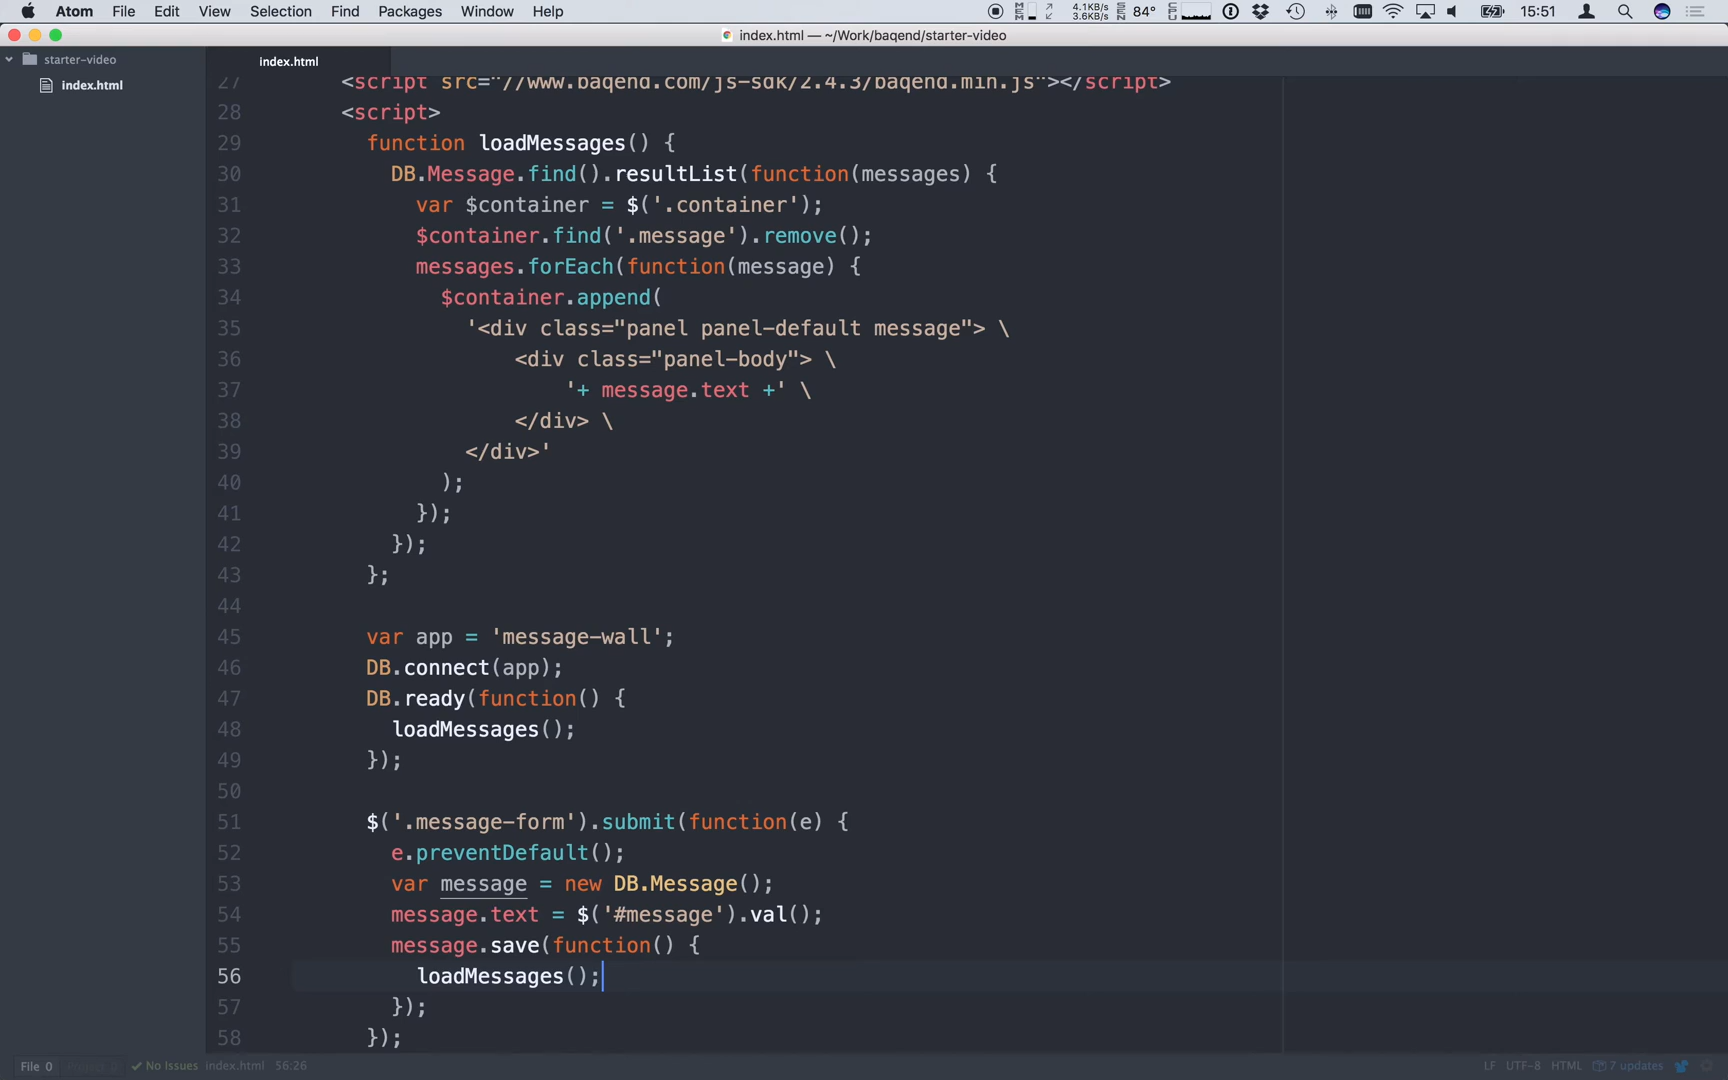 Atom File Edit View Selection Find Packages Window Help 4.1KB/s 3.6KB/s 84° 15:51
index.html — ~/Work/baqend/starter-video
starter-video
index.html
index.html
27 <script src="//www.baqend.com/js-sdk/2.4.3/baqend.min.js"></script>
28 <script>
29 function loadMessages() {
30 DB.Message.find().resultList(function(messages) {
31 var $container = $('.container');
32 $container.find('.message').remove();
33 messages.forEach(function(message) {
34 $container.append(
35 '<div class="panel panel-default message"> \
36 <div class="panel-body"> \
37 '+ message.text +' \
38 </div> \
39 </div>'
40 );
41 });
42 });
43 };
44
45 var app = 'message-wall';
46 DB.connect(app);
47 DB.ready(function() {
48 loadMessages();
49 });
50
51 $('.message-form').submit(function(e) {
52 e.preventDefault();
53 var message = new DB.Message();
54 message.text = $('#message').val();
55 message.save(function() {
56 loadMessages();
57 });
58 });
File 0 No Issues index.html 56:26 LF UTF-8 HTML 7 updates